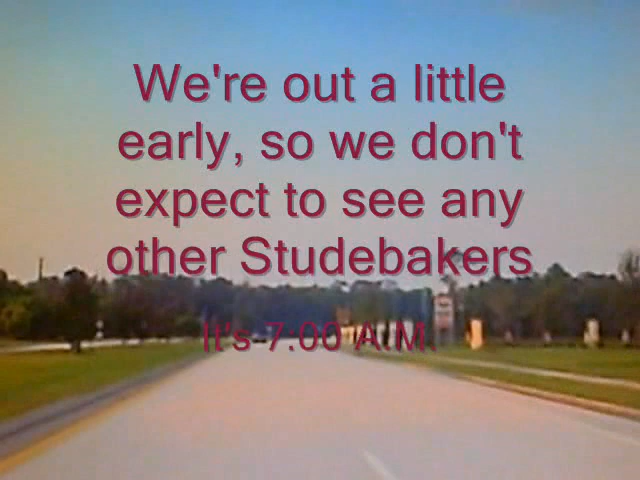 We're out a little
early, so we don't
expect to see any
other Studebakers
It's 7:00 A.M.